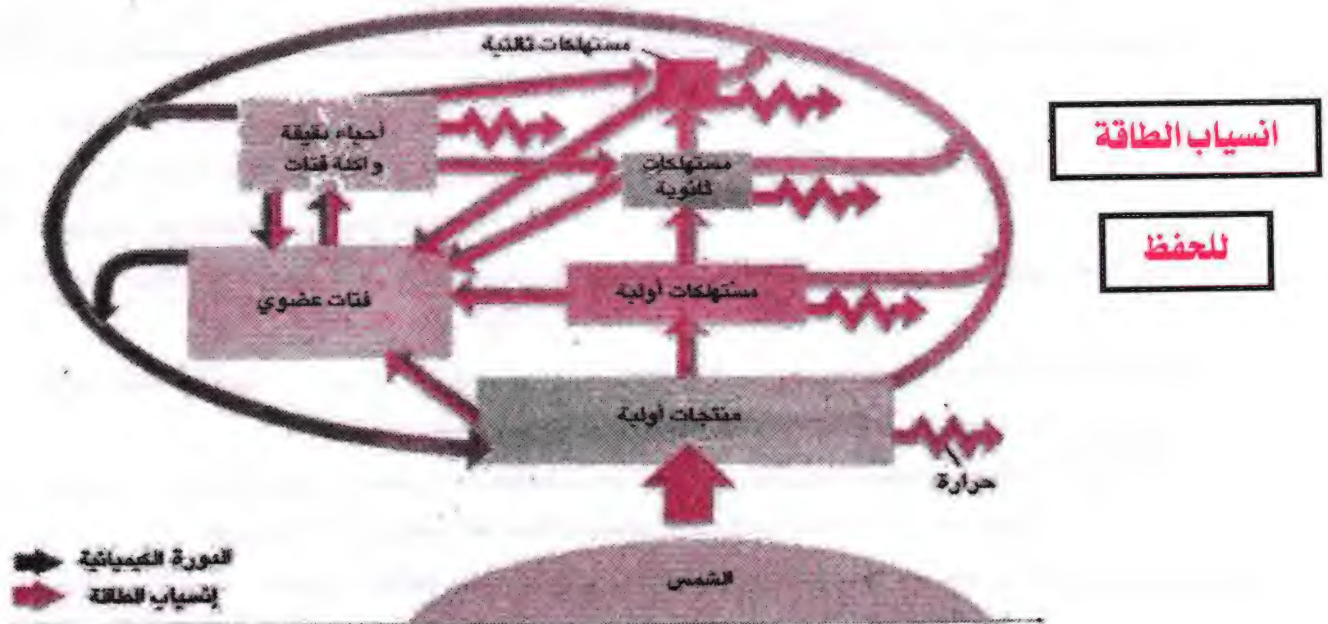 مستهلكات ثالثية
انسياب الطاقة
للحفظ
أحياء دقيقة
وأكلة فتات
مستهلكات
ثانوية
فتات عضوي
مستهلكات أولية
منتجات أولية
حرارة
الشمس
الدورة الكيميائية
إنسياب الطاقة